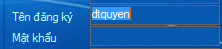 Tên đăng ký dtquyen
Mật khẩu